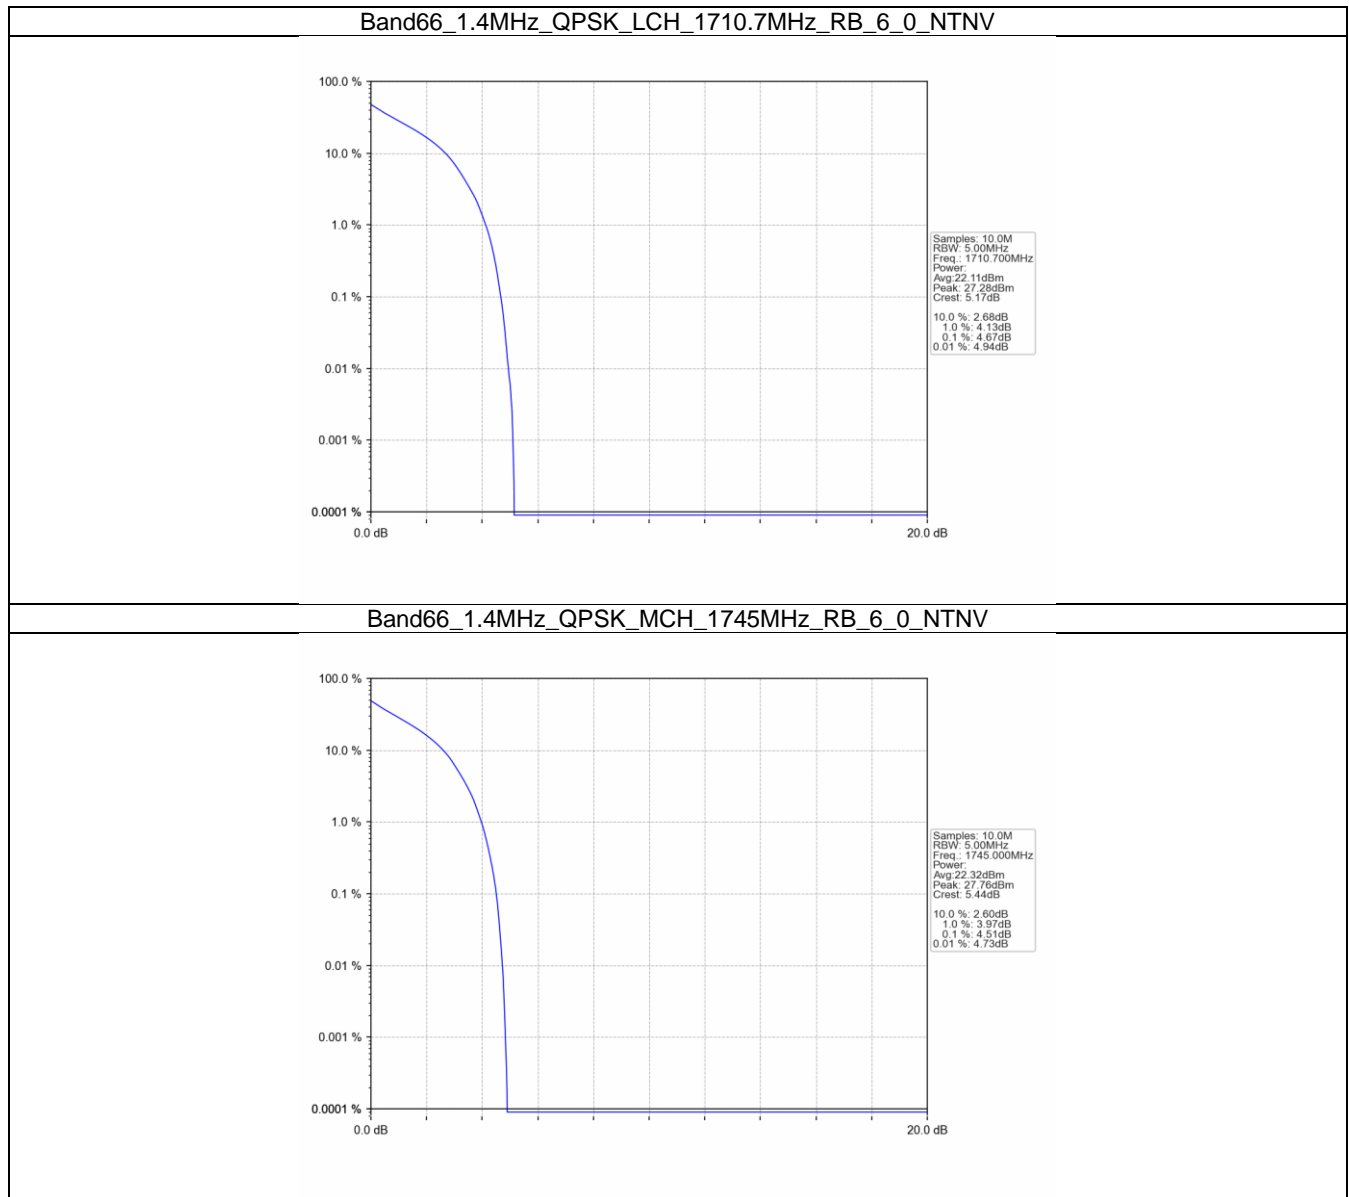 Band66_1.4MHz_QPSK_LCH_1710.7MHz_RB_6_0_NTNV
100.0 %
10.0 %
1.0 %
0.1 %
0.01 %
0.001 %
0.0001 %
0.0 dB
20.0 dB
Samples: 10.0M
RBW: 5.00MHz
Freq.: 1710.700MHz
Power:
Avg:22.11dBm
Peak: 27.28dBm
Crest: 5.17dB
10.0 %: 2.68dB
1.0 %: 4.13dB
0.1 %: 4.67dB
0.01 %: 4.94dB
Band66_1.4MHz_QPSK_MCH_1745MHz_RB_6_0_NTNV
100.0 %
10.0 %
1.0 %
0.1 %
0.01 %
0.001 %
0.0001 %
0.0 dB
20.0 dB
Samples: 10.0M
RBW: 5.00MHz
Freq.: 1745.000MHz
Power:
Avg:22.32dBm
Peak: 27.76dBm
Crest: 5.44dB
10.0 %: 2.60dB
1.0 %: 3.97dB
0.1 %: 4.51dB
0.01 %: 4.73dB